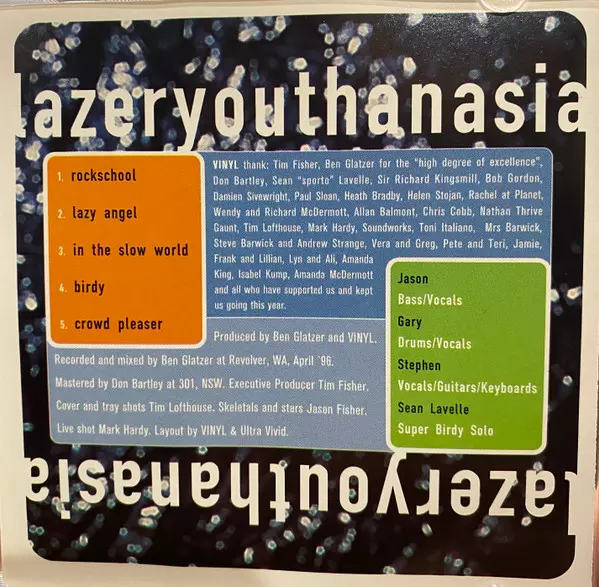 lazeryouthanasia
1. rockschool
2. lazy angel
3. in the slow world
4. birdy
5. crowd pleaser
VINYL thank: Tim Fisher, Ben Glatzer for the "high degree of excellence",
Don Bartley, Sean "sporto" Lavelle, Sir Richard Kingsmill, Bob Gordon,
Damien Sivewright, Paul Sloan, Heath Bradby, Helen Stojan, Rachel at Planet,
Wendy and Richard McDermott, Allan Balmont, Chris Cobb, Nathan Thrive
Gaunt, Tim Lofthouse, Mark Hardy, Soundworks, Toni Italiano, Mrs Barwick,
Steve Barwick and Andrew Strange, Vera and Greg, Pete and Teri, Jamie,
Frank and Lillian, Lyn and Ali, Amanda
King, Isabel Kump, Amanda McDermott
and all who have supported us and kept
us going this year.
Produced by Ben Glatzer and VINYL.
Recorded and mixed by Ben Glatzer at Revolver, WA, April '96.
Mastered by Don Bartley at 301, NSW. Executive Producer Tim Fisher.
Cover and tray shots Tim Lofthouse. Skeletals and stars Jason Fisher.
Live shot Mark Hardy. Layout by VINYL & Ultra Vivid.
Jason
Bass/Vocals
Gary
Drums/Vocals
Stephen
Vocals/Guitars/Keyboards
Sean Lavelle
Super Birdy Solo
lazeryouthanasia